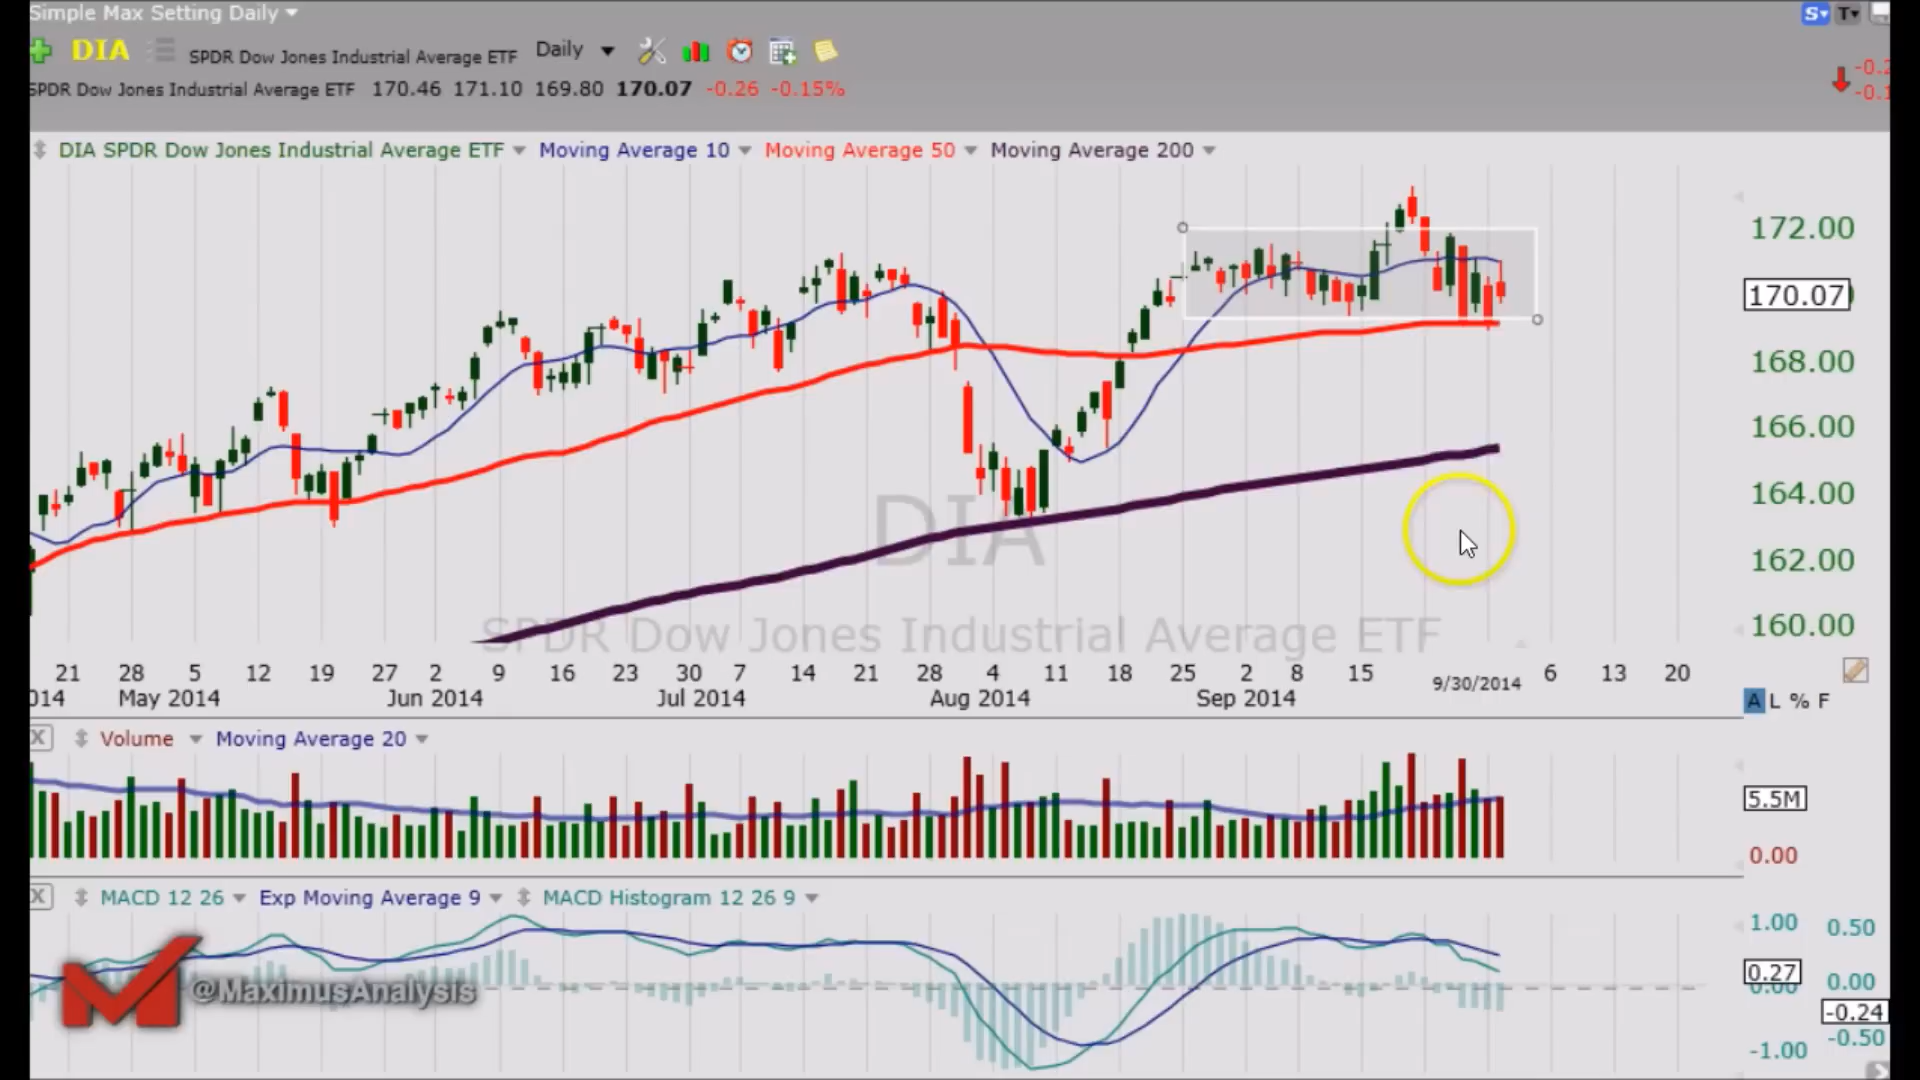 Simple Max Setting Daily
S T
DIA SPDR Dow Jones Industrial Average ETF Daily
SPDR Dow Jones Industrial Average ETF 170.46 171.10 169.80 170.07 -0.26 -0.15%
DIA SPDR Dow Jones Industrial Average ETF Moving Average 10 Moving Average 50 Moving Average 200
172.00
170.07
168.00
166.00
164.00
162.00
160.00
DIA
SPDR Dow Jones Industrial Average ETF
21 28 5 12 19 27 2 9 16 23 30 7 14 21 28 4 11 18 25 2 8 15 9/30/2014 6 13 20
014 May 2014 Jun 2014 Jul 2014 Aug 2014 Sep 2014
A L % F
X Volume Moving Average 20
5.5M
0.00
X MACD 12 26 Exp Moving Average 9 MACD Histogram 12 26 9
1.00 0.50
0.27 0.00
0.00
-0.24
-0.50
-1.00
@MaximusAnalysis